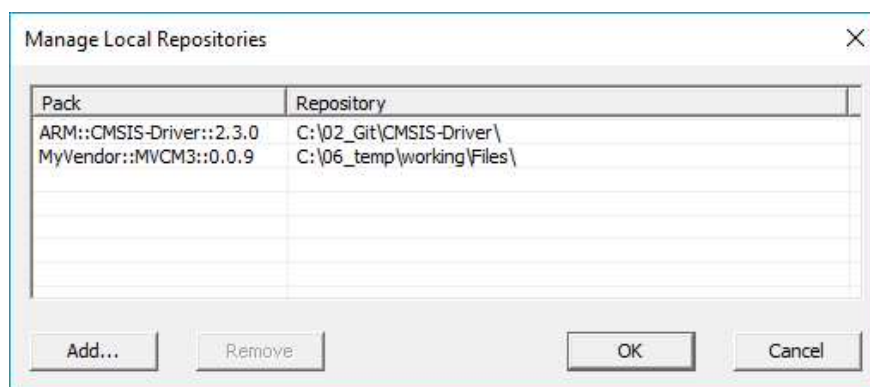 Manage Local Repositories
Pack Repository
ARM::CMSIS-Driver::2.3.0 C:\02_Git\CMSIS-Driver\
MyVendor::MVCM3::0.0.9 C:\06_temp\working\Files\
Add... Remove OK Cancel